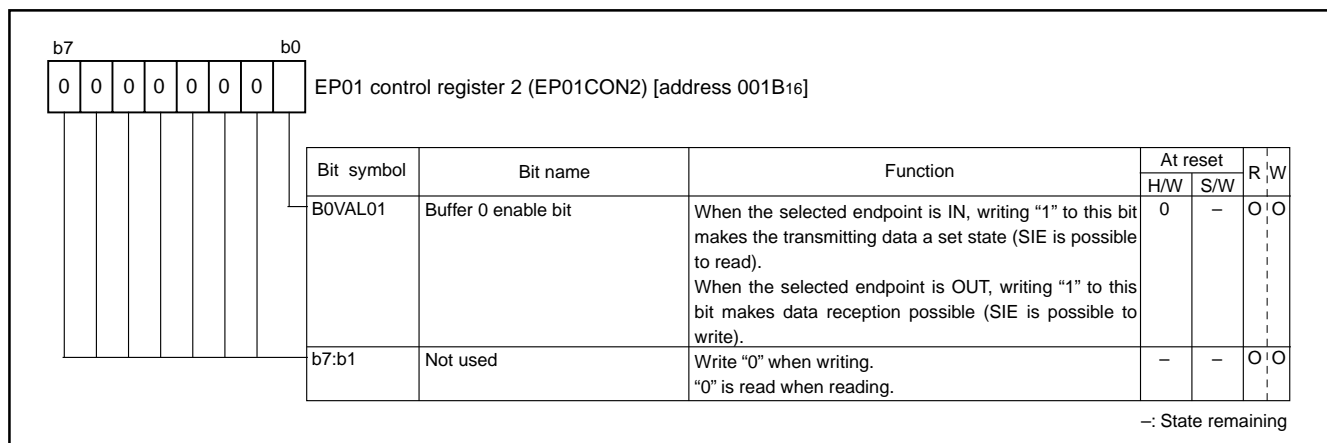 b7 b0
0 0 0 0 0 0 0 EP01 control register 2 (EP01CON2) [address 001B16]
Bit symbol Bit name Function At reset R W
H/W S/W
B0VAL01 Buffer 0 enable bit When the selected endpoint is IN, writing “1” to this bit 0 – O O
makes the transmitting data a set state (SIE is possible
to read).
When the selected endpoint is OUT, writing “1” to this
bit makes data reception possible (SIE is possible to
write).
b7:b1 Not used Write “0” when writing. – – O O
“0” is read when reading.
–: State remaining